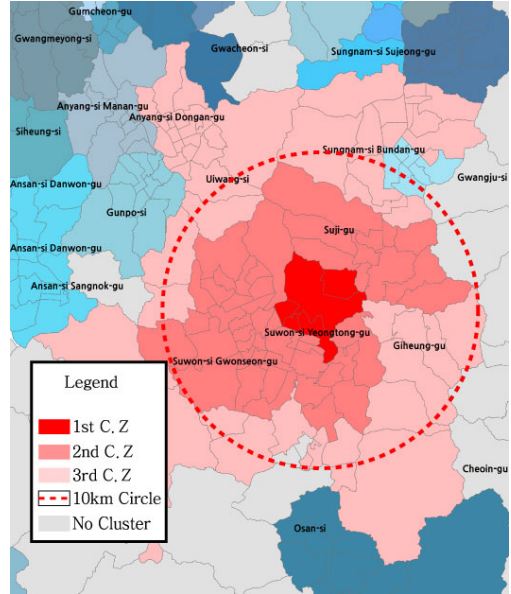 Gumcheon-gu
Gwangmeyong-si
Gwacheon-si
Sungnam-si Sujeong-gu
Anyang-si Manan-gu
Anyang-si Dongan-gu
Siheung-si
Sungnam-si Bundang-gu
Ansan-si Danwon-gu
Uiwang-si
Gwangju-si
Gunpo-si
Suji-gu
Ansan-si Danwon-gu
Ansan-si Sangnok-gu
Suwon-si Yeongtong-gu
Giheung-gu
Suwon-si Gwonseon-gu
Legend
1st C. Z
2nd C. Z
3rd C. Z
10km Circle
No Cluster
Cheoin-gu
Osan-si